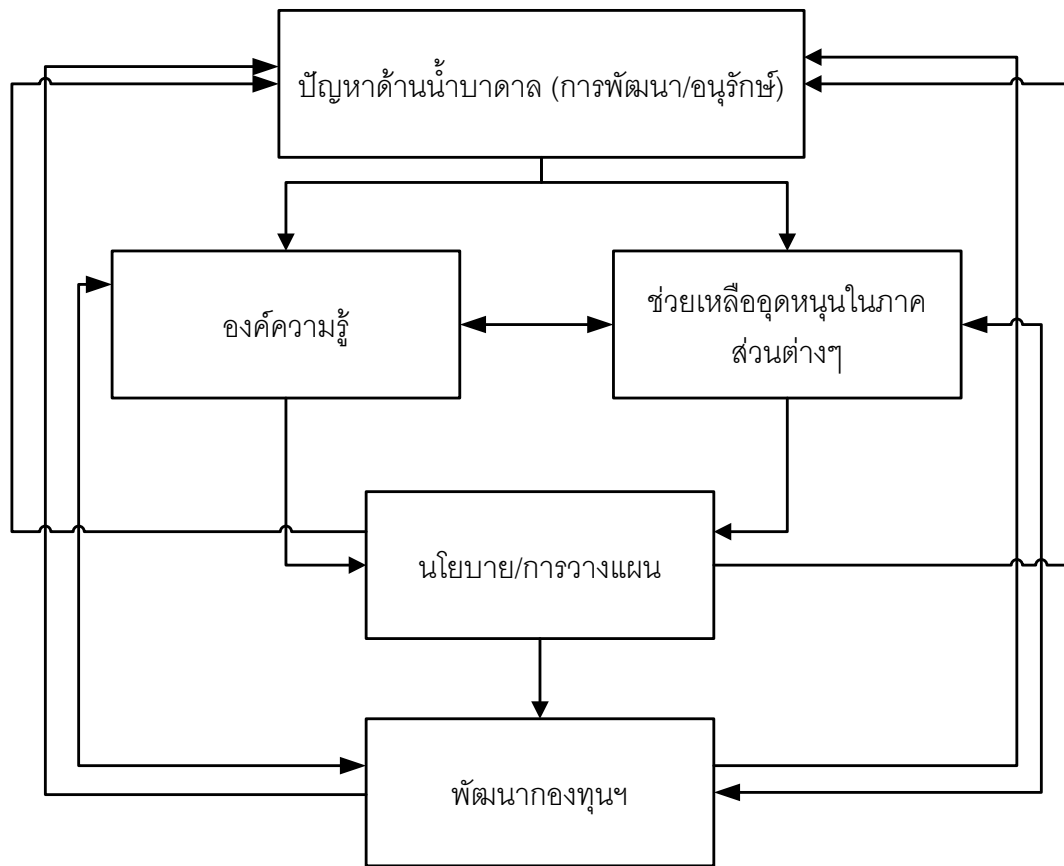 ปัญหาด้านน้ำบาดาล (การพัฒนา/อนุรักษ์)
องค์ความรู้
ช่วยเหลืออุดหนุนในภาค
ส่วนต่างๆ
นโยบาย/การวางแผน
พัฒนากองทุนฯ